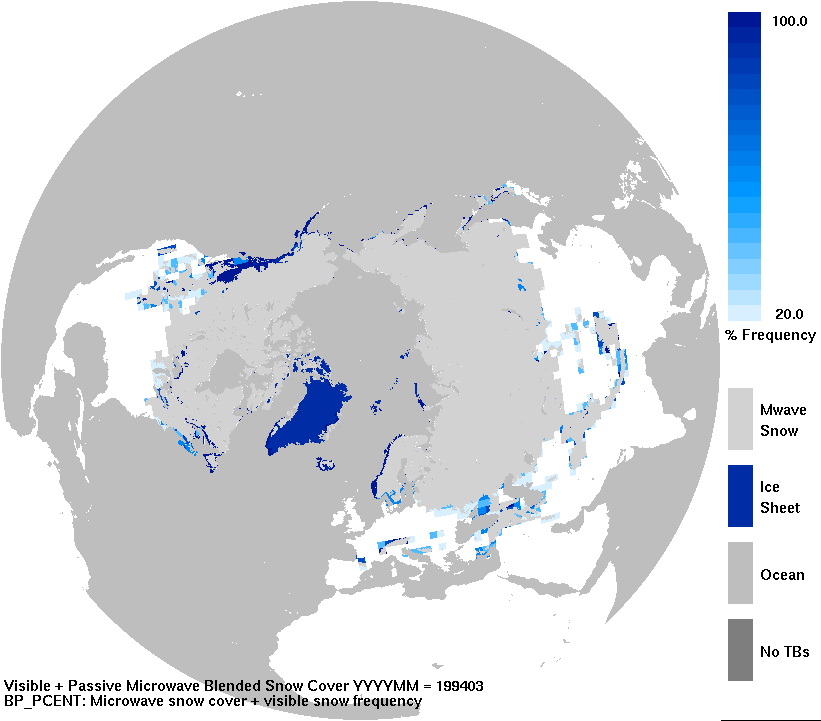 100.0
20.0
% Frequency
Mwave
Snow
Ice
Sheet
Ocean
No TBs
Visible + Passive Microwave Blended Snow Cover YYYYMM = 199403
BP_PCENT: Microwave snow cover + visible snow frequency